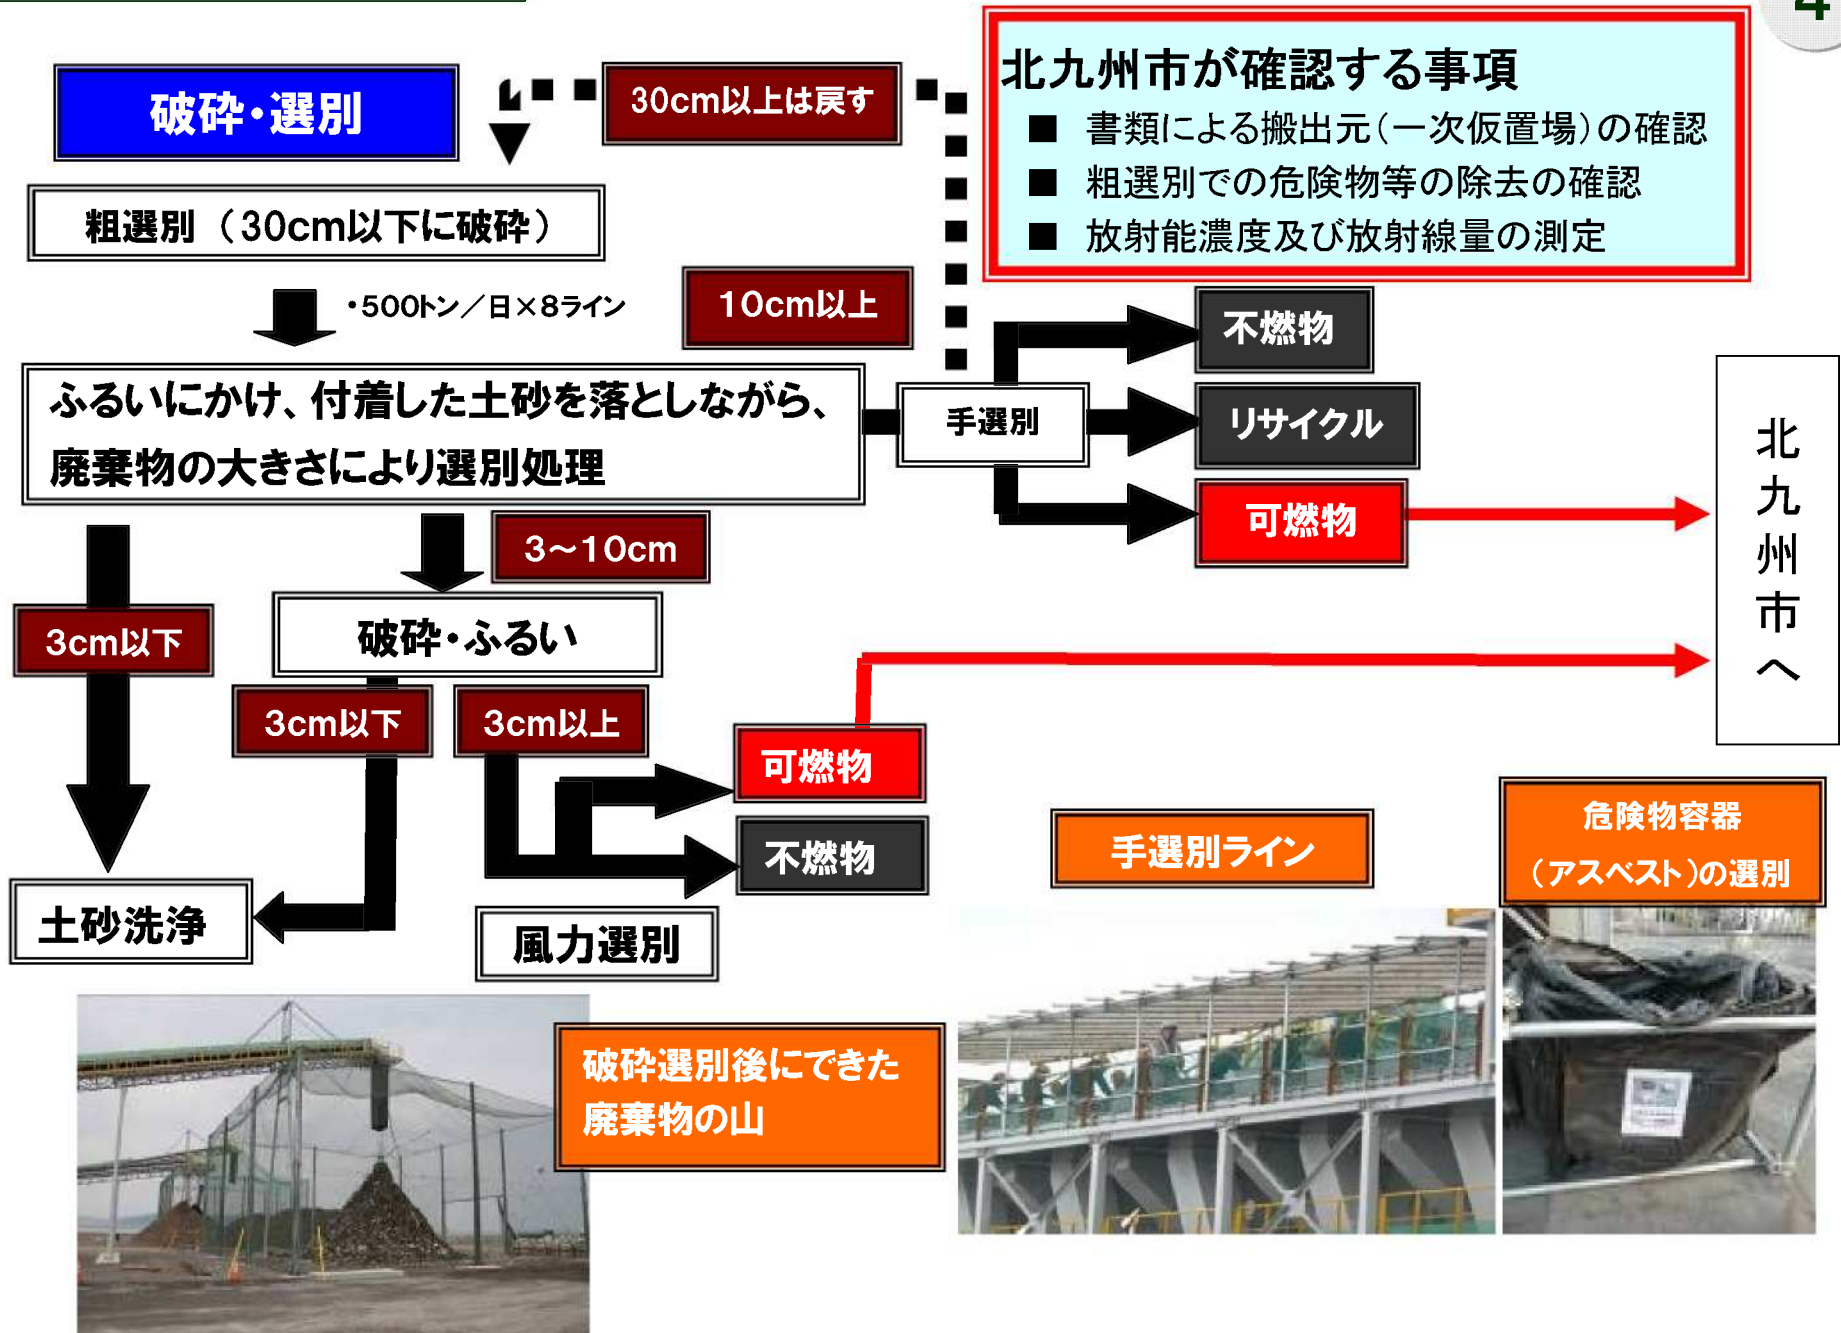 4
破砕・選別
30cm以上は戻す
北九州市が確認する事項
■ 書類による搬出元(一次仮置場)の確認
■ 粗選別での危険物等の除去の確認
■ 放射能濃度及び放射線量の測定
粗選別 (30cm以下に破砕)
・500トン/日×8ライン
10cm以上
ふるいにかけ、付着した土砂を落としながら、
廃棄物の大きさにより選別処理
手選別
不燃物
リサイクル
可燃物
北九州市へ
3~10cm
3cm以下
破砕・ふるい
3cm以下
3cm以上
可燃物
不燃物
土砂洗浄
風力選別
手選別ライン
危険物容器
(アスベスト)の選別
破砕選別後にできた
廃棄物の山